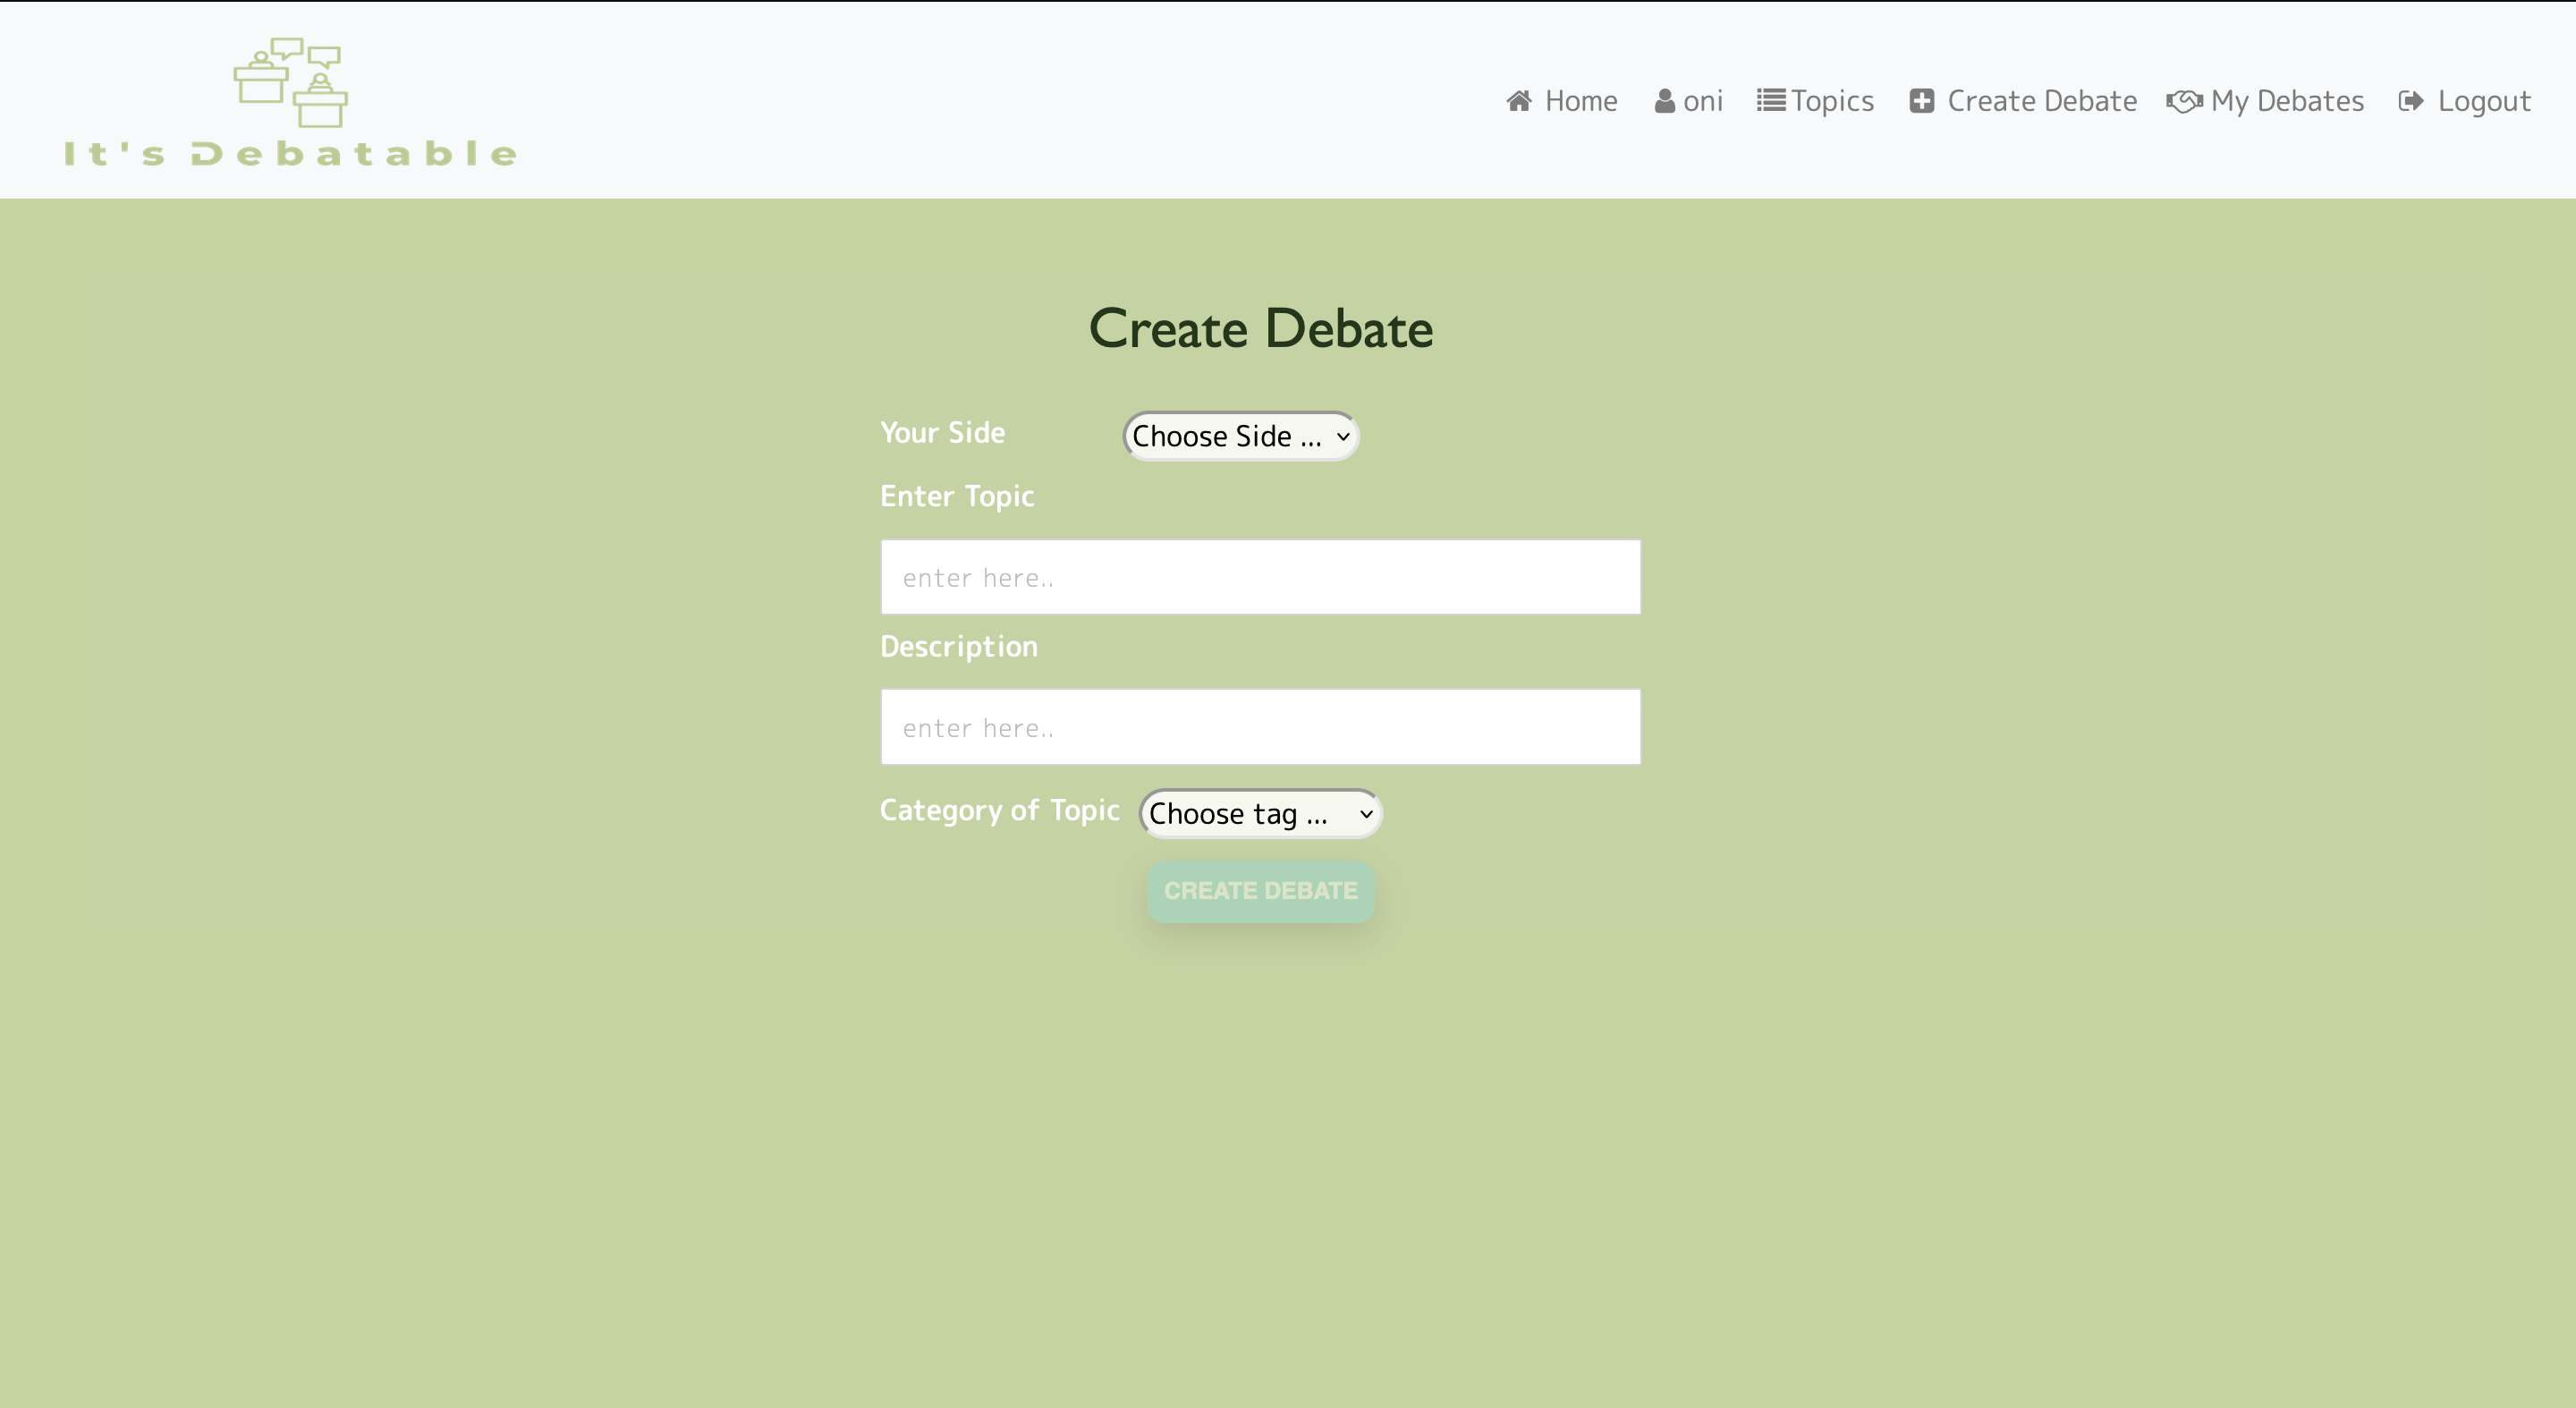 It's Debatable
Home oni Topics Create Debate My Debates Logout
Create Debate
Your Side Choose Side ...
Enter Topic
enter here..
Description
enter here..
Category of Topic Choose tag ...
CREATE DEBATE